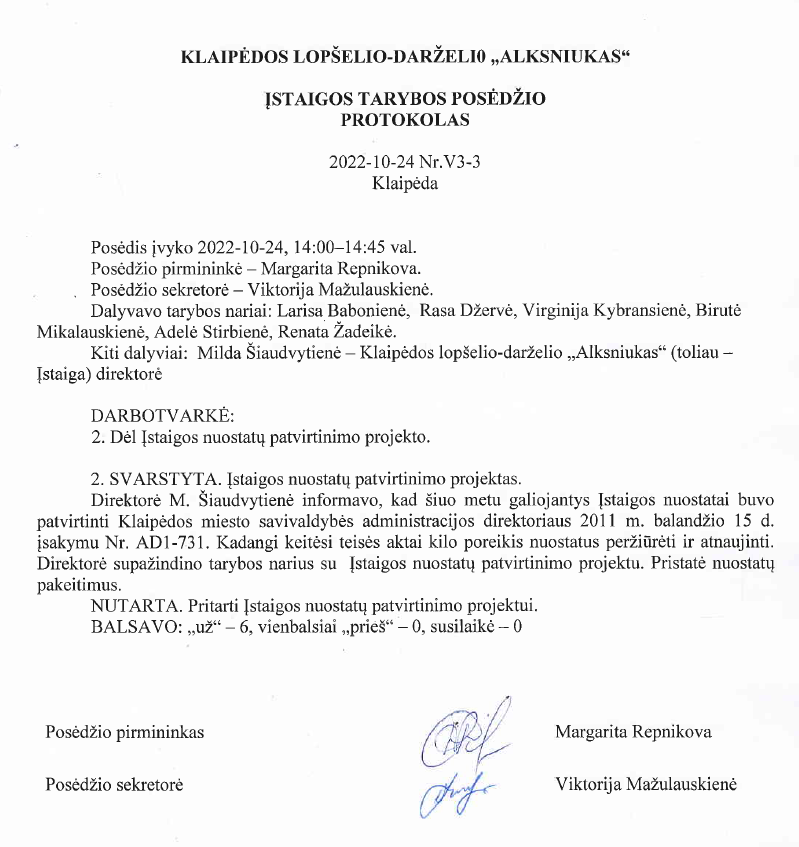 KLAIPĖDOS LOPŠELIO-DARŽELI0 „ALKSNIUKAS“
ĮSTAIGOS TARYBOS POSĖDŽIO
PROTOKOLAS
2022-10-24 Nr.V3-3
Klaipėda
Posėdis įvyko 2022-10-24, 14:00–14:45 val.
Posėdžio pirmininkė – Margarita Repnikova.
Posėdžio sekretorė – Viktorija Mažulauskienė.
Dalyvavo tarybos nariai: Larisa Babonienė, Rasa Džervė, Virginija Kybransienė, Birutė
Mikalauskienė, Adelė Stirbienė, Renata Žadeikė.
Kiti dalyviai: Milda Šiaudvytienė – Klaipėdos lopšelio-darželio „Alksniukas“ (toliau –
Įstaiga) direktorė
DARBOTVARKĖ:
2. Dėl Įstaigos nuostatų patvirtinimo projekto.
2. SVARSTYTA. Įstaigos nuostatų patvirtinimo projektas.
Direktorė M. Šiaudvytienė informavo, kad šiuo metu galiojantys Įstaigos nuostatai buvo
patvirtinti Klaipėdos miesto savivaldybės administracijos direktoriaus 2011 m. balandžio 15 d.
įsakymu Nr. AD1-731. Kadangi keitėsi teisės aktai kilo poreikis nuostatus peržiūrėti ir atnaujinti.
Direktorė supažindino tarybos narius su Įstaigos nuostatų patvirtinimo projektu. Pristatė nuostatų
pakeitimus.
NUTARTA. Pritarti Įstaigos nuostatų patvirtinimo projektui.
BALSAVO: „už“ – 6, vienbalsiai „prieš“ – 0, susilaikė – 0
Posėdžio pirmininkas Margarita Repnikova
Posėdžio sekretorė Viktorija Mažulauskienė